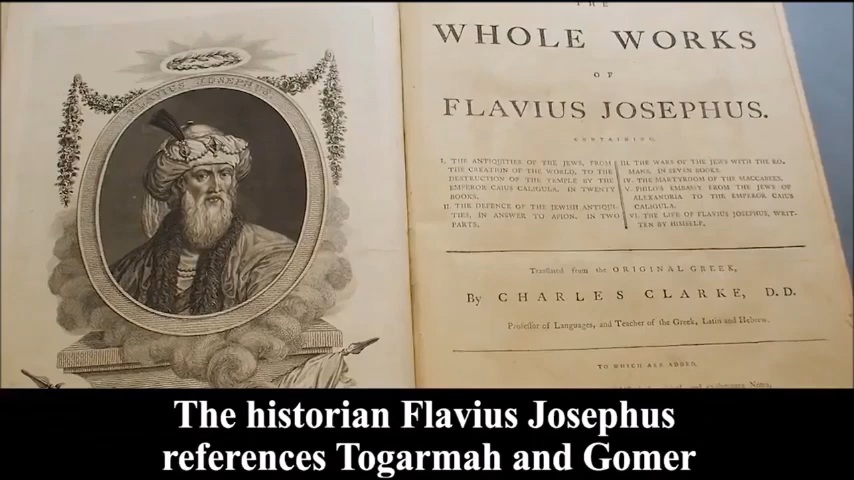 FLAVIUS JOSEPHUS
THE
WHOLE WORKS
OF
FLAVIUS JOSEPHUS.
CONTAINING,
I. THE ANTIQUITIES OF THE JEWS, FROM
THE CREATION OF THE WORLD, TO THE
DESTRUCTION OF THE TEMPLE BY THE
EMPEROR CAIUS CALIGULA. IN TWENTY
BOOKS.
II. THE DEFENCE OF THE JEWISH ANTIQUI-
TIES, IN ANSWER TO APION. IN TWO
PARTS.
III. THE WARS OF THE JEWS WITH THE RO-
MANS. IN SEVEN BOOKS.
IV. THE MARTYRDOM OF THE MACCABEES.
V. PHILO'S EMBASSY FROM THE JEWS OF
ALEXANDRIA TO THE EMPEROR CAIUS
CALIGULA.
VI. THE LIFE OF FLAVIUS JOSEPHUS, WRIT-
TEN BY HIMSELF.
Translated from the ORIGINAL GREEK,
By CHARLES CLARKE, D.D.
Professor of Languages, and Teacher of the Greek, Latin and Hebrew.
TO WHICH ARE ADDED,
Notes,
The historian Flavius Josephus
references Togarmah and Gomer